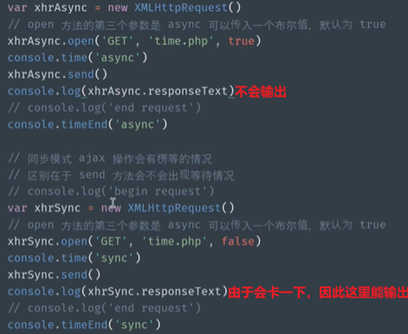 var xhrAsync = new XMLHttpRequest()
// open 方法的第三个参数是 async 可以传入一个布尔值，默认为 true
xhrAsync.open('GET', 'time.php', true)
console.time('async')
xhrAsync.send()
console.log(xhrAsync.responseText)不会输出
// console.log('end request')
console.timeEnd('async')
// 同步模式 ajax 操作会有楞等的情况
// 区别在于 send 方法会不会出现等待情况
// console.log('begin request')
var xhrSync = new XMLHttpRequest()
// open 方法的第三个参数是 async 可以传入一个布尔值，默认为 true
xhrSync.open('GET', 'time.php', false)
console.time('sync')
xhrSync.send()
console.log(xhrSync.responseText)由于会卡一下，因此这里能输出
// console.log('end request')
console.timeEnd('sync')